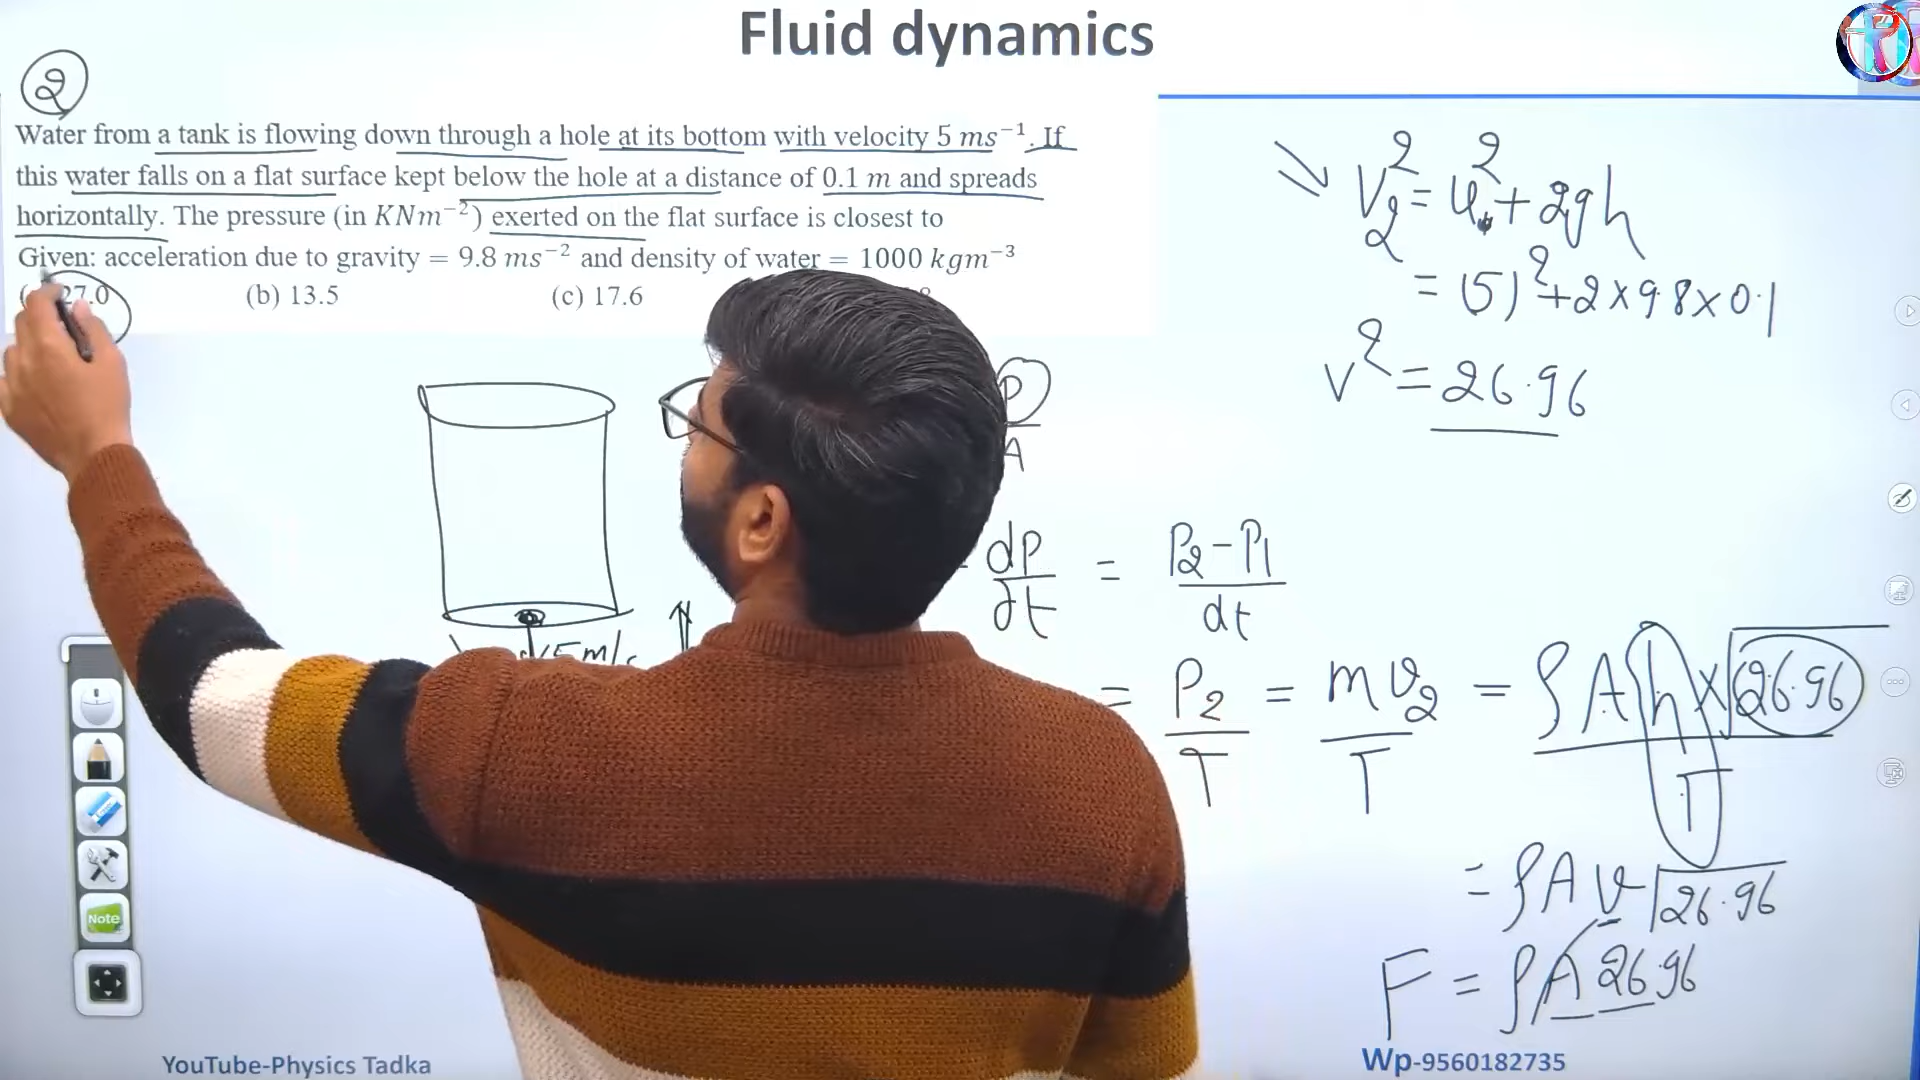 Fluid dynamics
2
Water from a tank is flowing down through a hole at its bottom with velocity 5 ms⁻¹. If
this water falls on a flat surface kept below the hole at a distance of 0.1 m and spreads
horizontally. The pressure (in KNm⁻²) exerted on the flat surface is closest to
Given: acceleration due to gravity = 9.8 ms⁻² and density of water = 1000 kgm⁻³
27.0 (b) 13.5 (c) 17.6
V₂² = u² + 2gh
= (5)² + 2×9.8×0.1
v² = 26.96
P
A
dP/dt = P2-P1/dt
5 m/s
= P2/T = mv2/T = ρAh×√26.96/T
= ρAv√26.96
F = ρA 26.96
Note
YouTube-Physics Tadka
Wp-9560182735